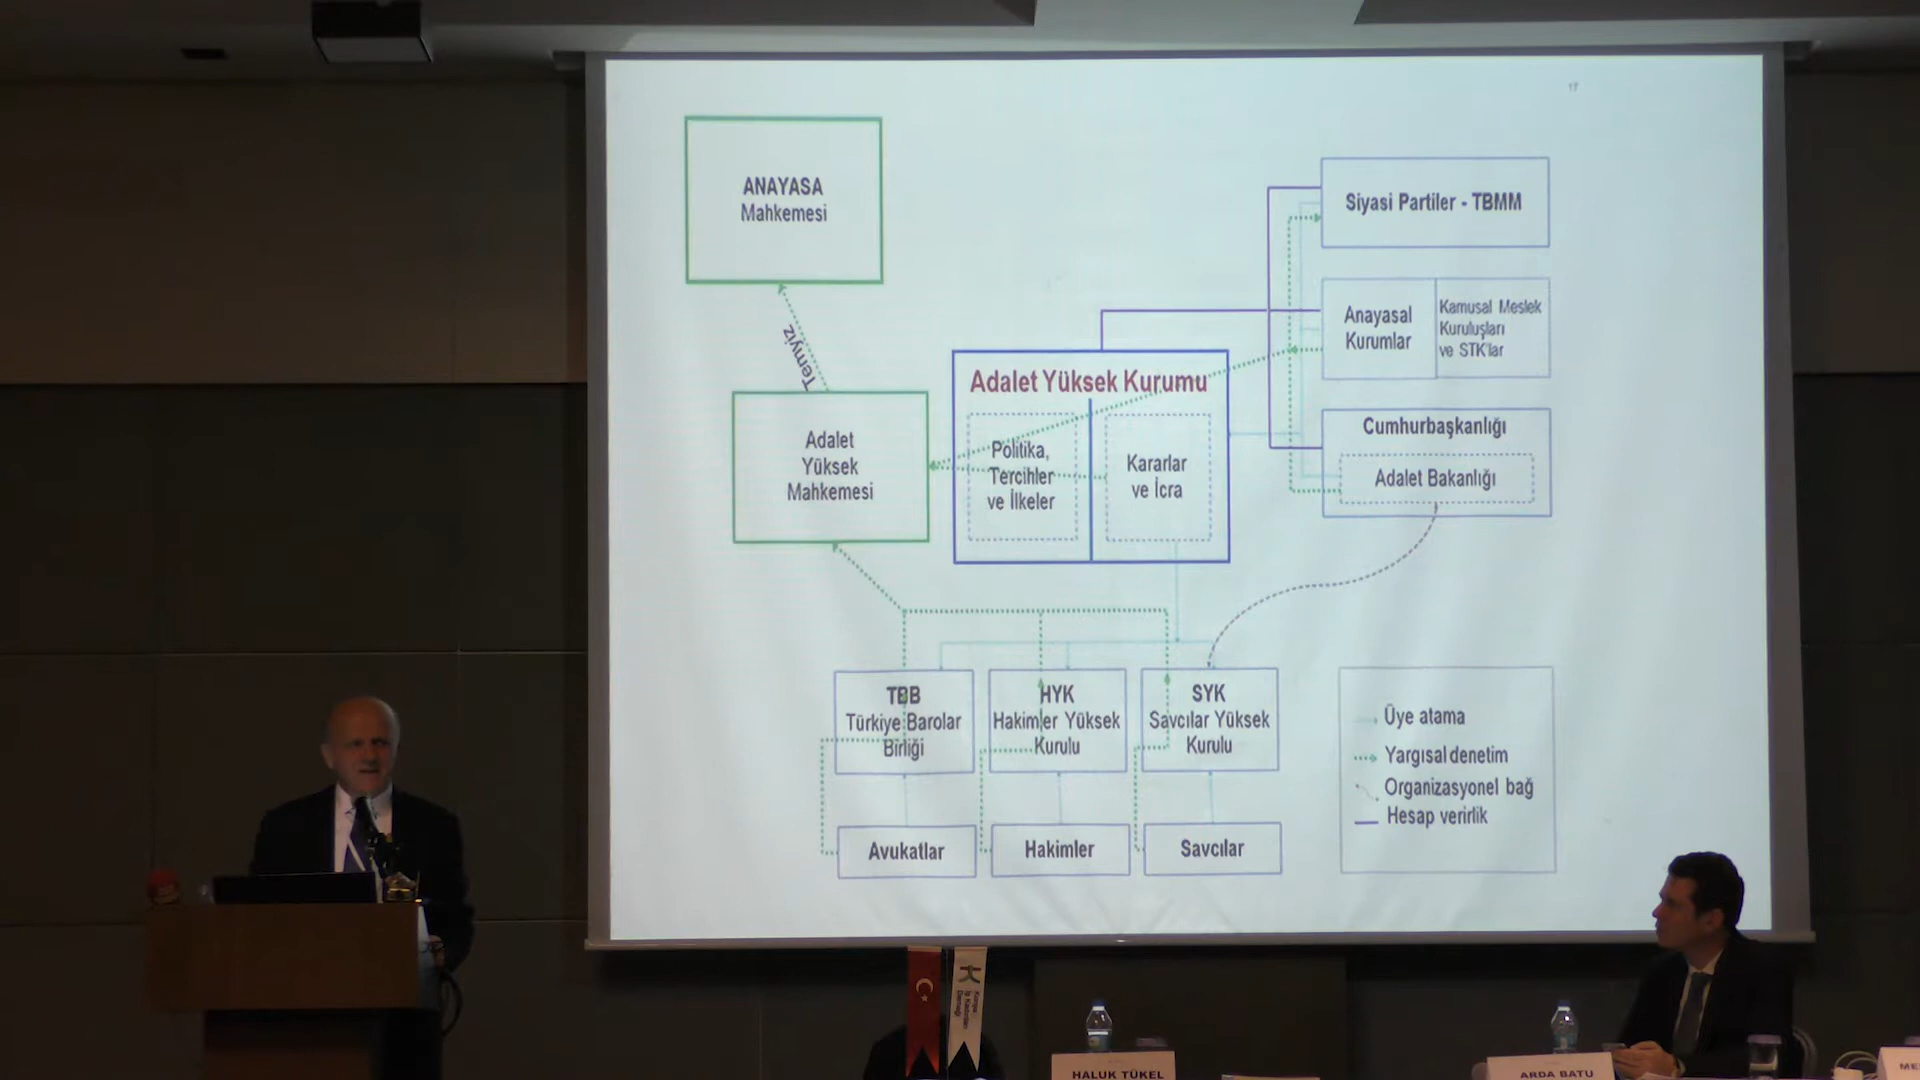 17
ANAYASA
Mahkemesi
Temyiz
Adalet
Yüksek
Mahkemesi
Adalet Yüksek Kurumu
Politika,
Tercihler
ve İlkeler
Kararlar
ve İcra
Siyasi Partiler - TBMM
Anayasal
Kurumlar
Kamusal Meslek
Kuruluşları
ve STK'lar
Cumhurbaşkanlığı
Adalet Bakanlığı
TBB
Türkiye Barolar
Birliği
HYK
Hakimler Yüksek
Kurulu
SYK
Savcılar Yüksek
Kurulu
Avukatlar
Hakimler
Savcılar
Üye atama
Yargısal denetim
Organizasyonel bağ
Hesap verirlik
HALUK TÜKEL
ARDA BATU